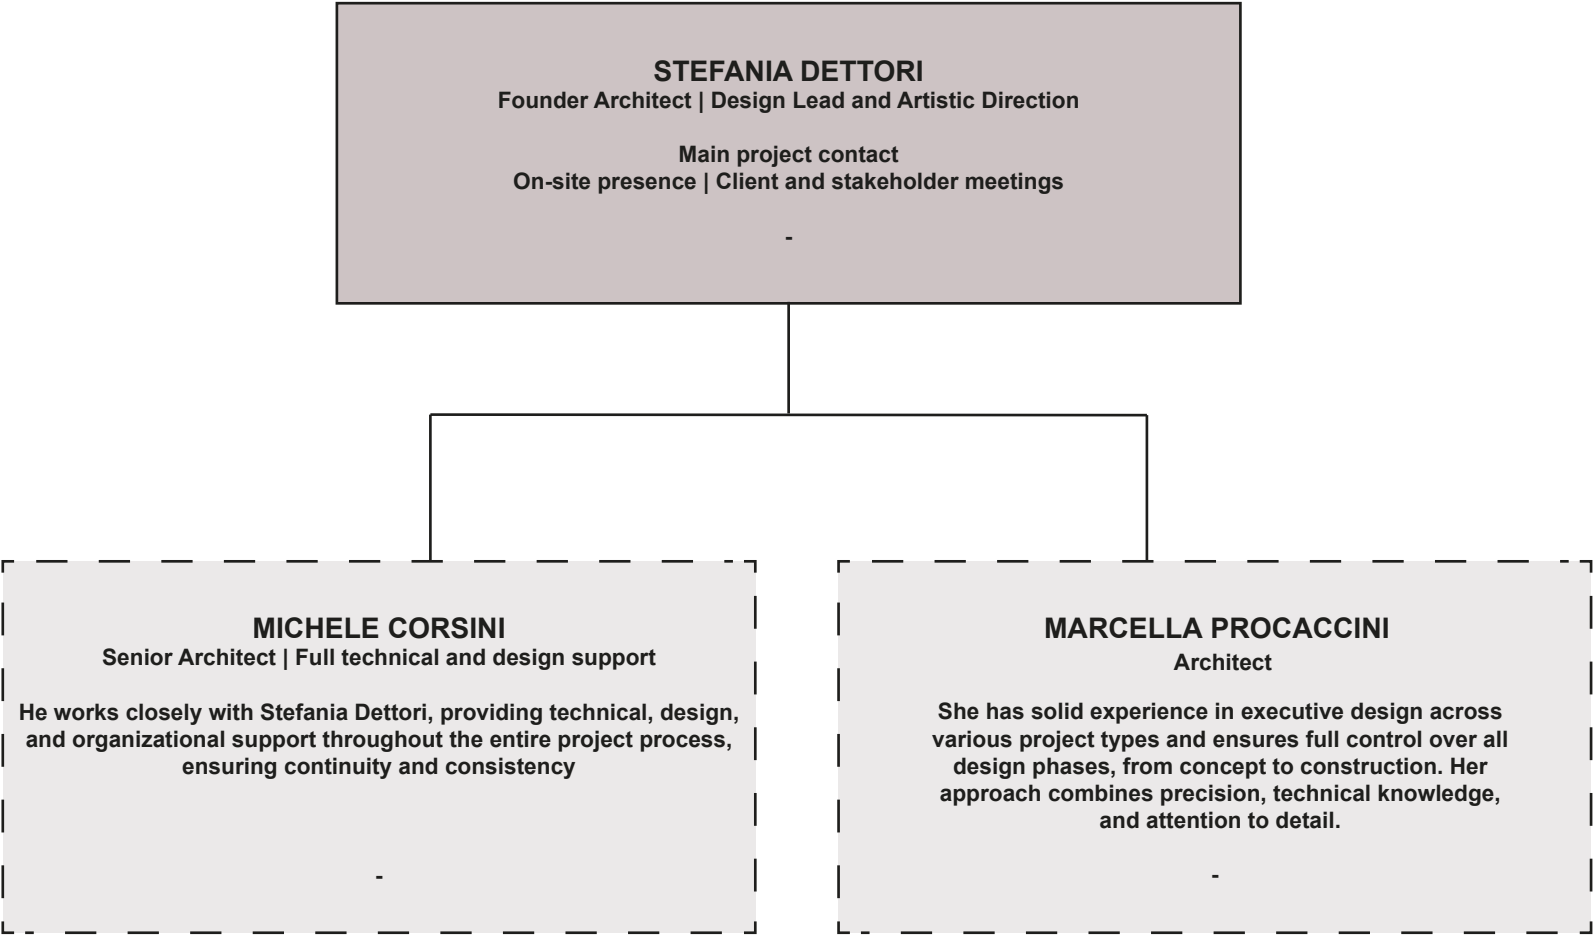 STEFANIA DETTORI
Founder Architect | Design Lead and Artistic Direction
Main project contact
On-site presence | Client and stakeholder meetings
-
MICHELE CORSINI
Senior Architect | Full technical and design support
He works closely with Stefania Dettori, providing technical, design,
and organizational support throughout the entire project process,
ensuring continuity and consistency
-
MARCELLA PROCACCINI
Architect
She has solid experience in executive design across
various project types and ensures full control over all
design phases, from concept to construction. Her
approach combines precision, technical knowledge,
and attention to detail.
-